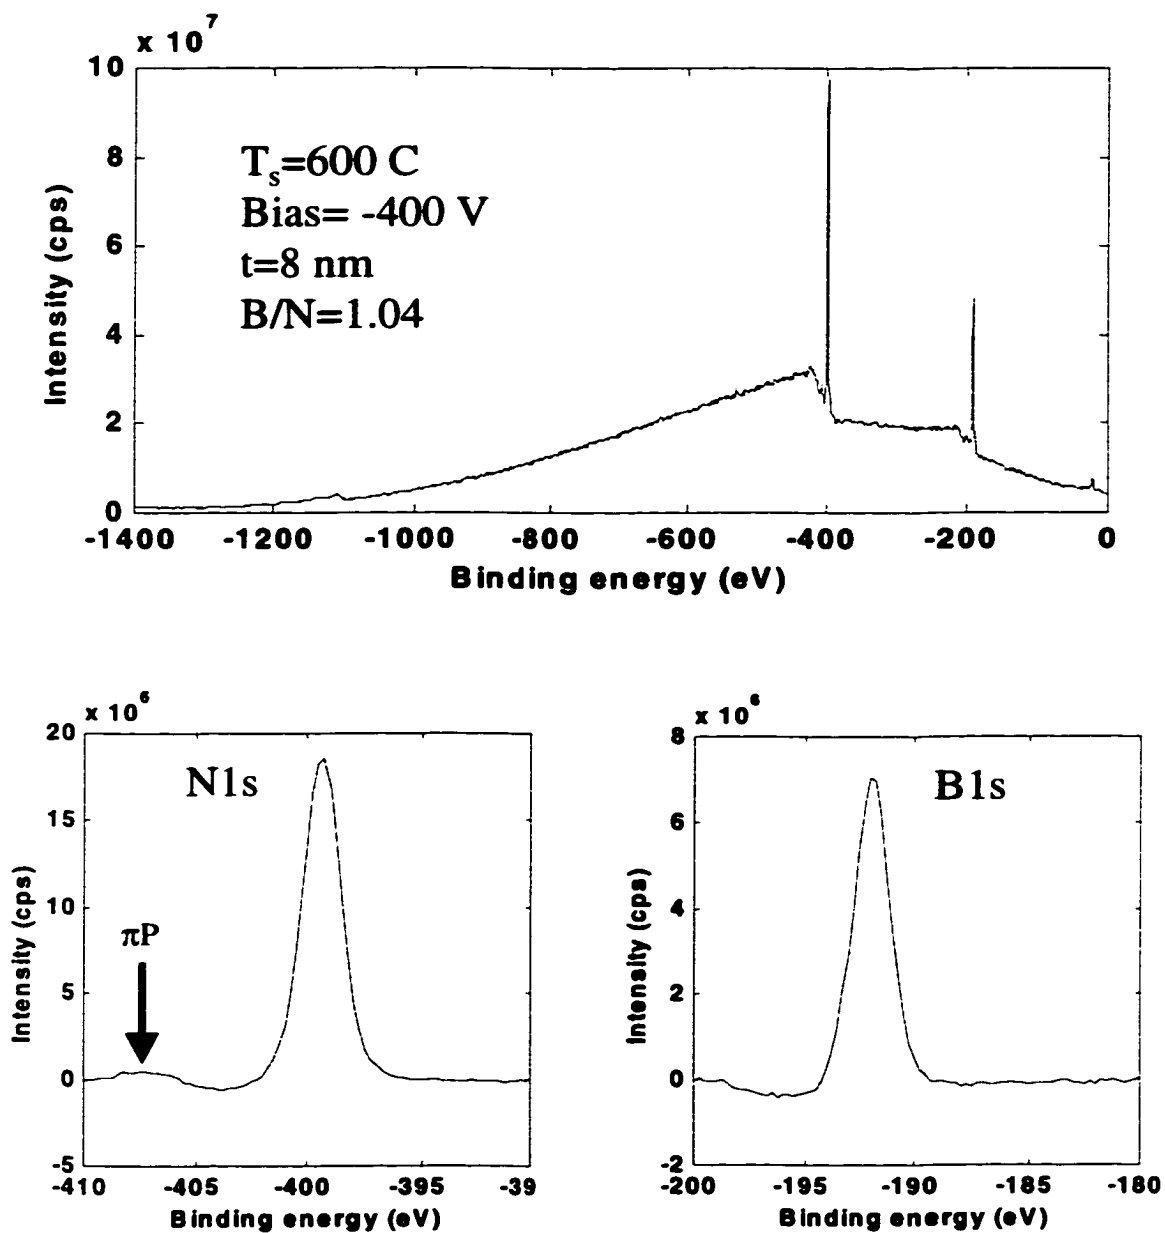 x 10^7
10
8
6
4
2
0
Intensity (cps)
T_s=600 C
Bias= -400 V
t=8 nm
B/N=1.04
-1400 -1200 -1000 -800 -600 -400 -200 0
Binding energy (eV)
x 10^6
20
15
10
5
0
-5
Intensity (cps)
N1s
πP
-410 -405 -400 -395 -39
Binding energy (eV)
x 10^6
8
6
4
2
0
-2
Intensity (cps)
B1s
-200 -195 -190 -185 -180
Binding energy (eV)